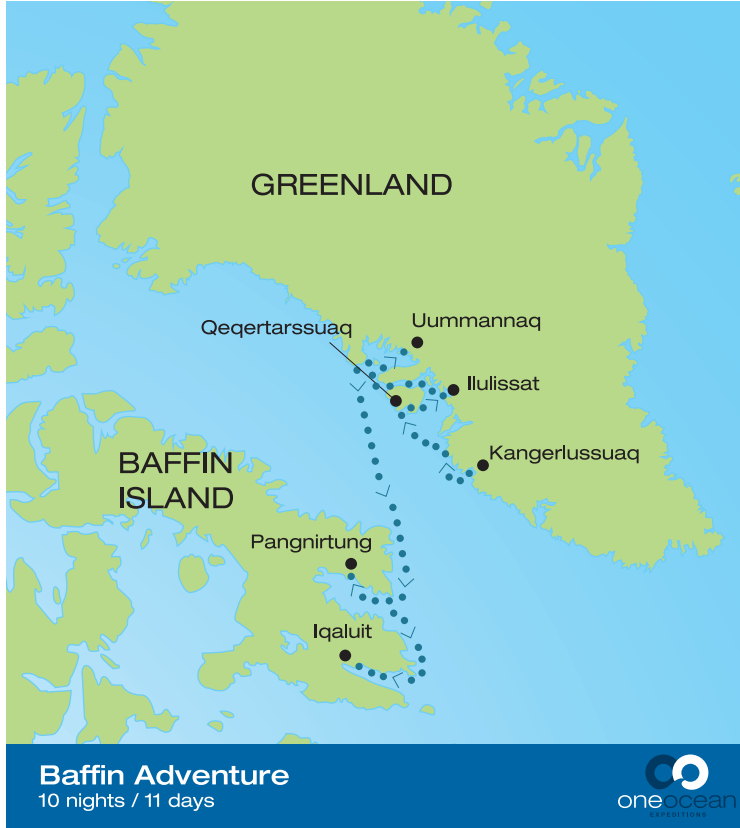 GREENLAND
Qeqertarssuaq
Uummannaq
Ilulissat
Kangerlussuaq
BAFFIN
ISLAND
Pangnirtung
Iqaluit
Baffin Adventure
10 nights / 11 days
oneocean
EXPEDITIONS